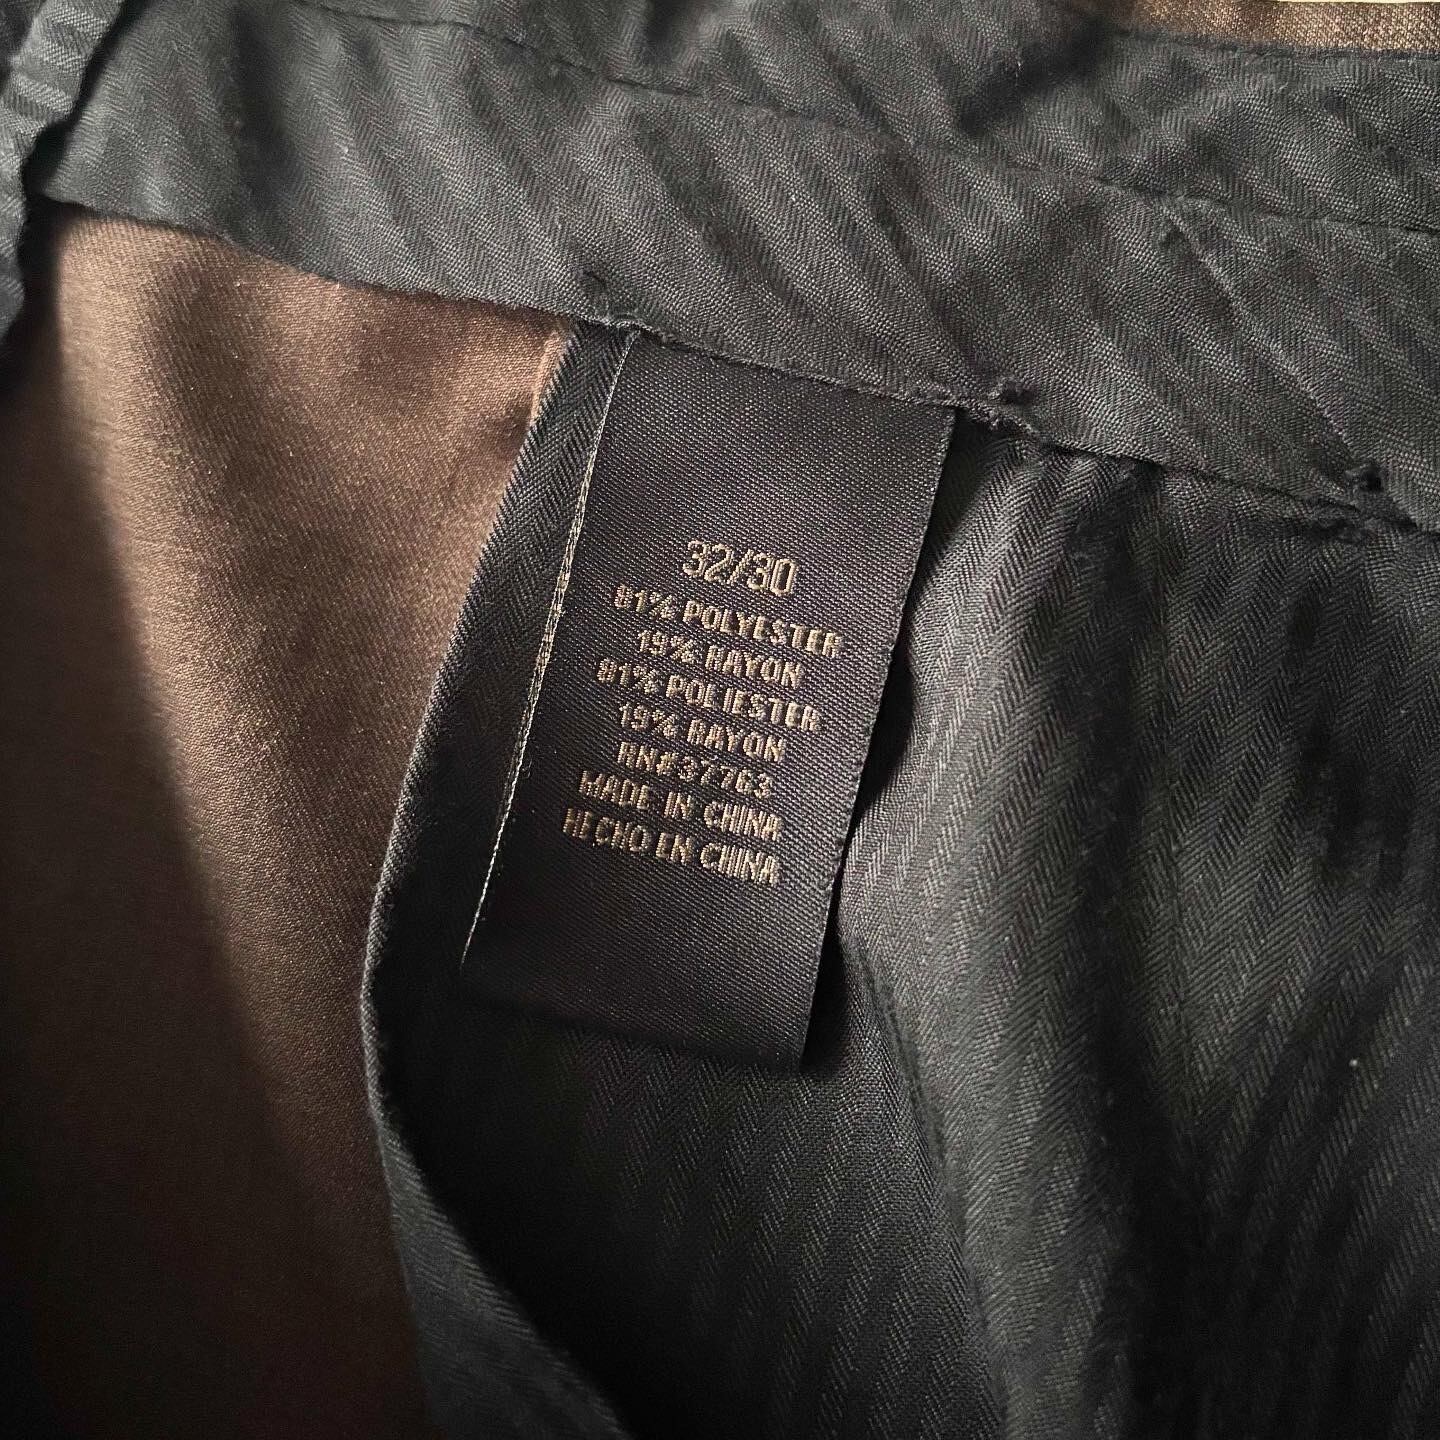 32/30
81% POLYESTER
19% RAYON
81% POLIESTER
19% RAYON
RN#37763
MADE IN CHINA
HECHO EN CHINA